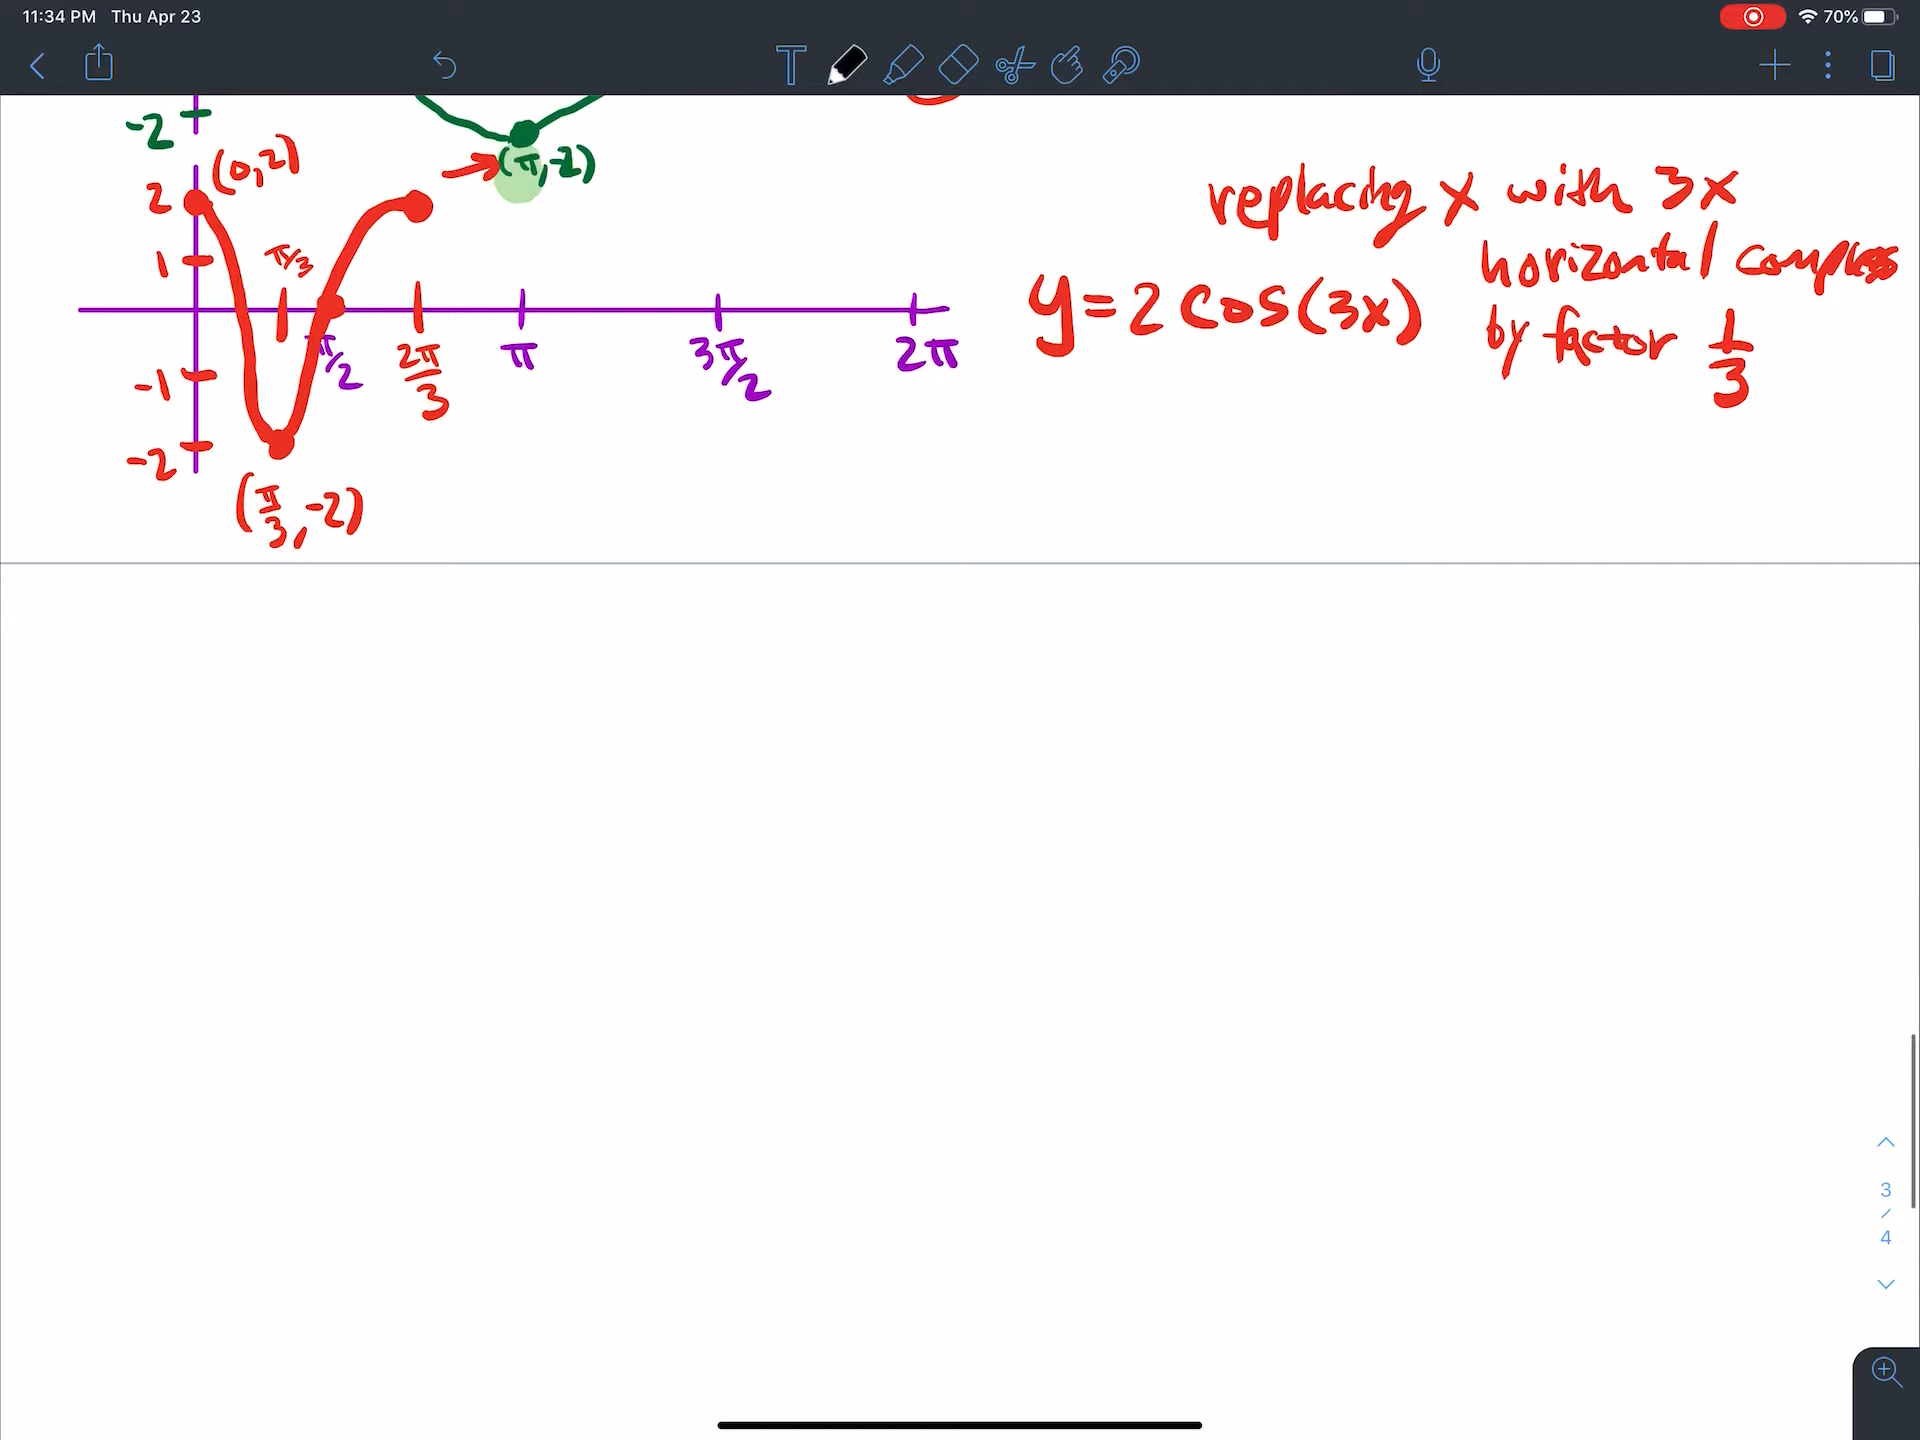 11:34 PM Thu Apr 23
70%
T
-2
(0,2)
(π,-2)
2
1
π/3
-1
-2
π/2
2π/3
π
3π/2
2π
(π/3,-2)
replacing x with 3x
horizontal compress
by factor 1/3
y=2cos(3x)
3
/
4